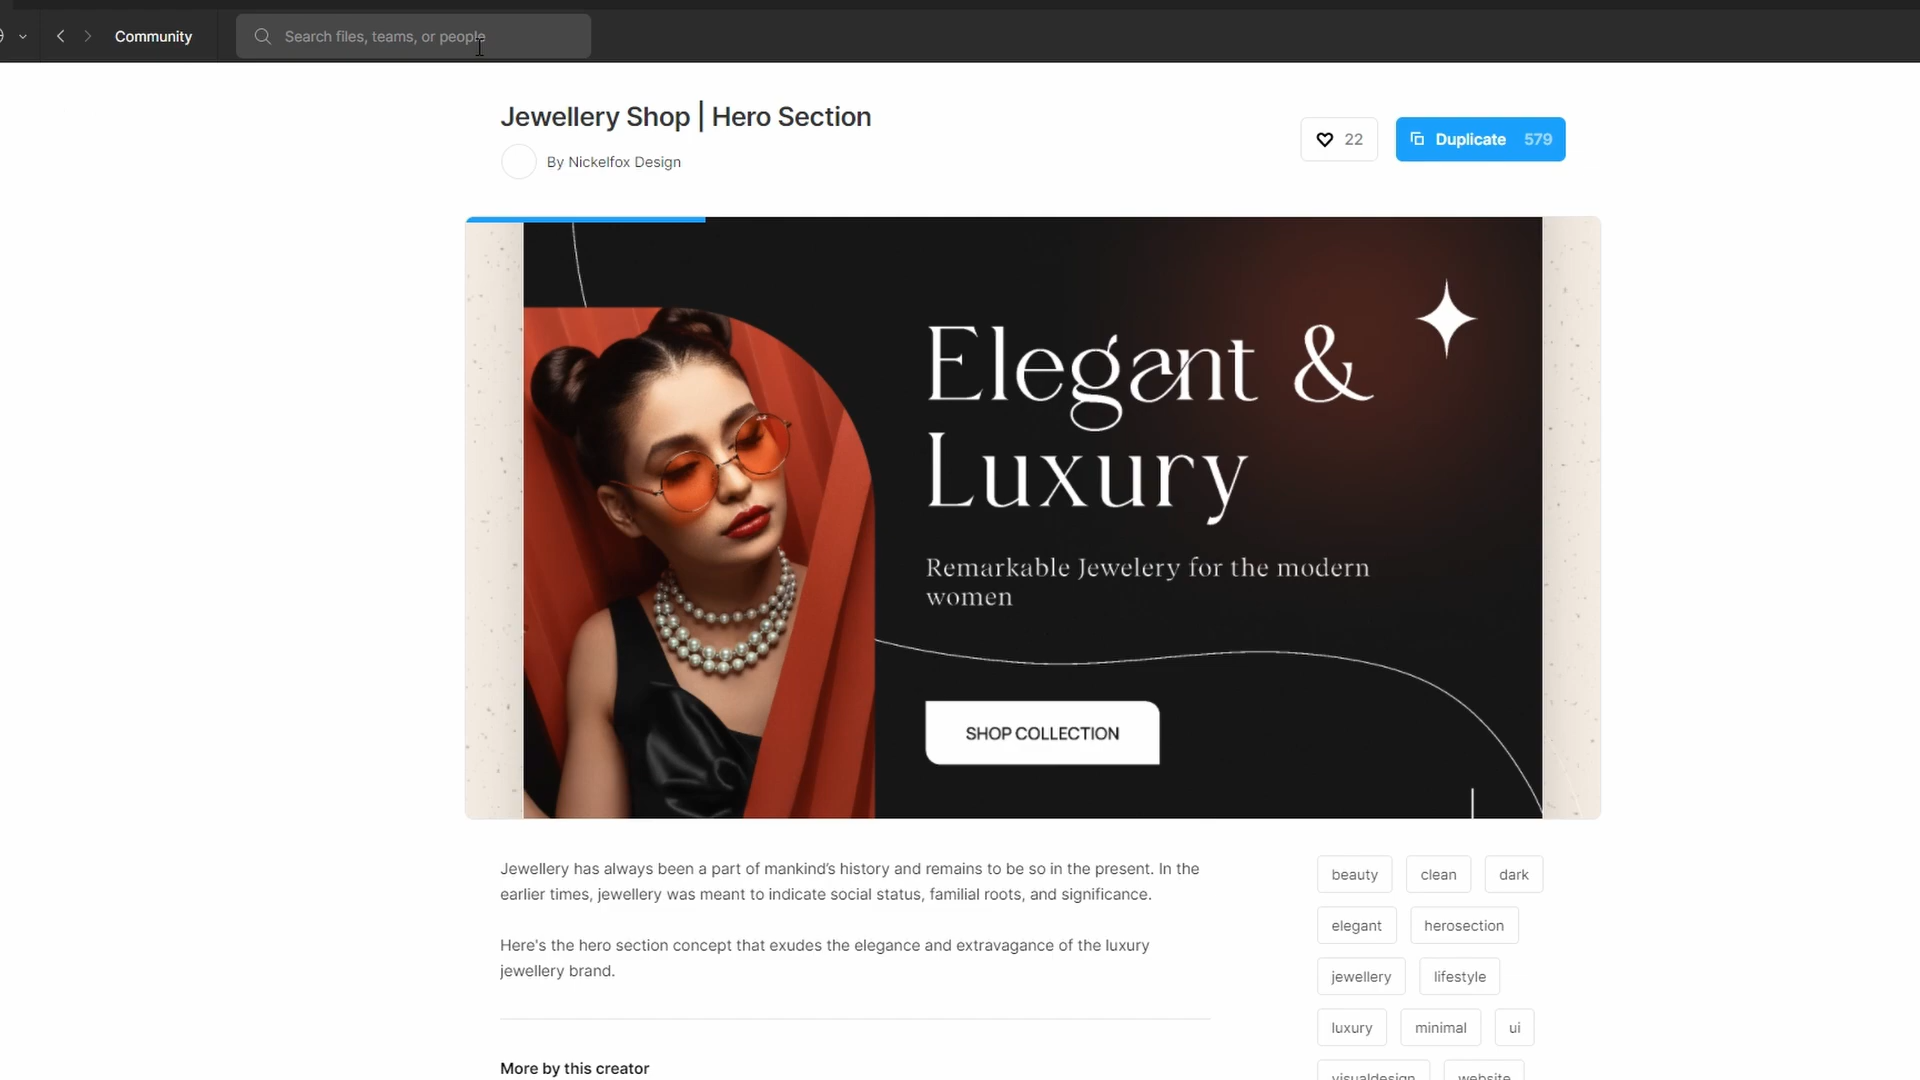 Community
Search files, teams, or people
Jewellery Shop | Hero Section
By Nickelfox Design
22
Duplicate 579
Elegant &
Luxury
Remarkable Jewelery for the modern
women
SHOP COLLECTION
Jewellery has always been a part of mankind's history and remains to be so in the present. In the
earlier times, jewellery was meant to indicate social status, familial roots, and significance.
Here's the hero section concept that exudes the elegance and extravagance of the luxury
jewellery brand.
More by this creator
beauty clean dark
elegant herosection
jewellery lifestyle
luxury minimal ui
visualdesign website